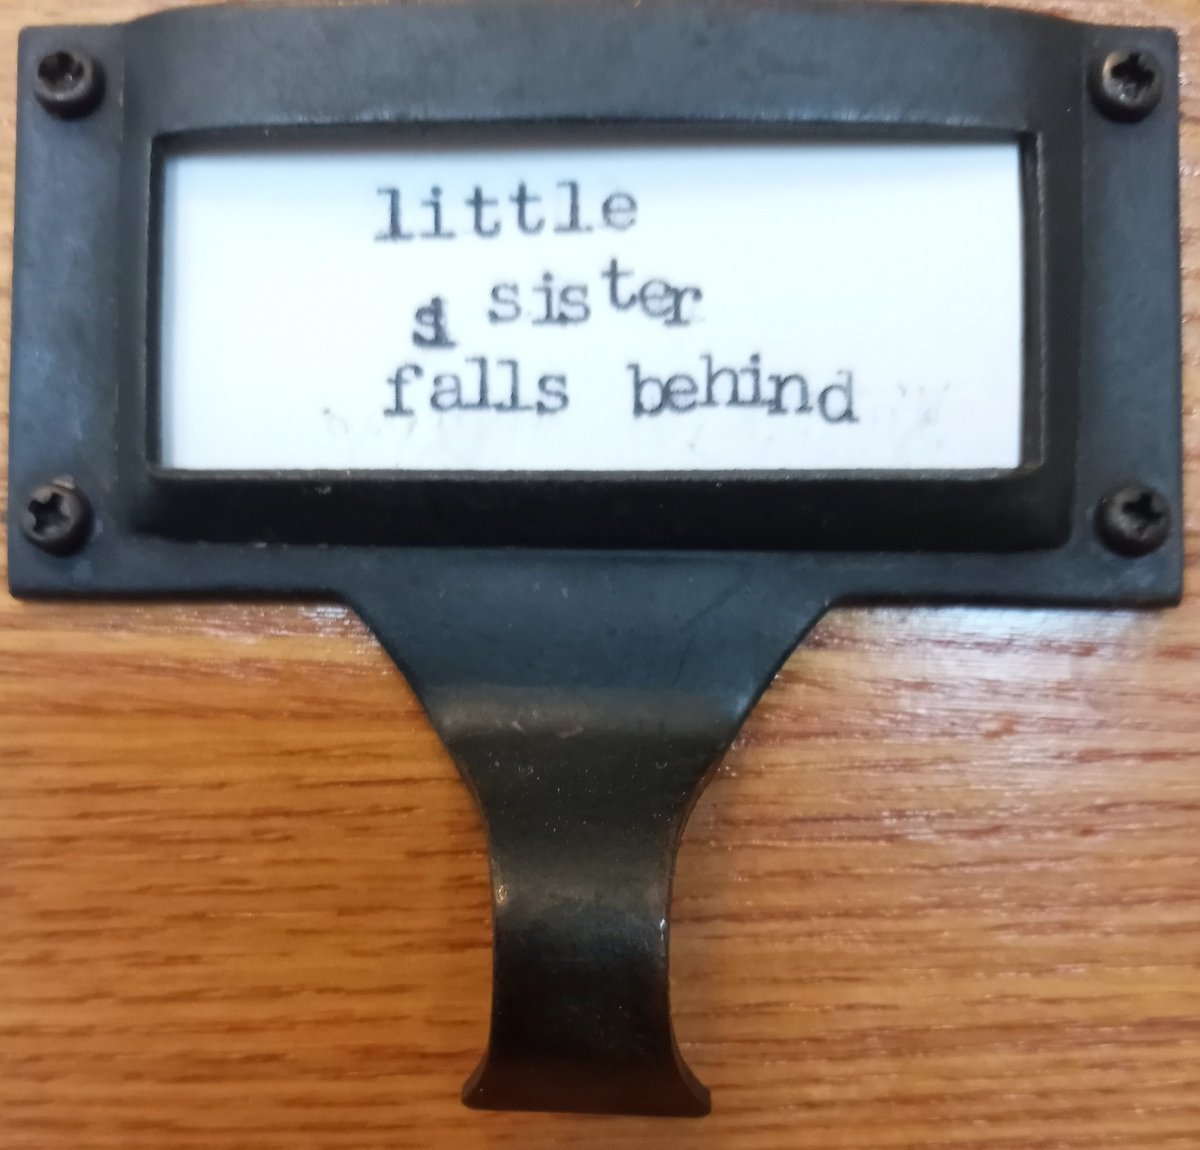 little
sister
falls behind